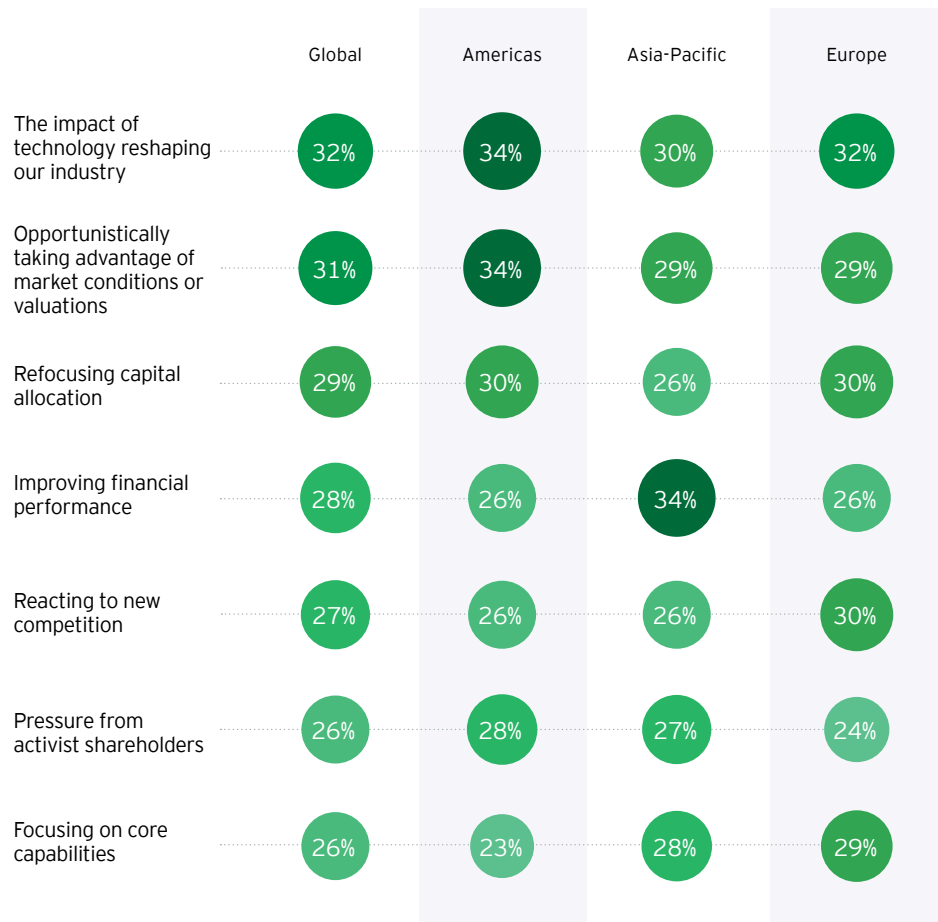 Global Americas Asia-Pacific Europe
The impact of
technology reshaping
our industry
32% 34% 30% 32%
Opportunistically
taking advantage of
market conditions or
valuations
31% 34% 29% 29%
Refocusing capital
allocation
29% 30% 26% 30%
Improving financial
performance
28% 26% 34% 26%
Reacting to new
competition
27% 26% 26% 30%
Pressure from
activist shareholders
26% 28% 27% 24%
Focusing on core
capabilities
26% 23% 28% 29%